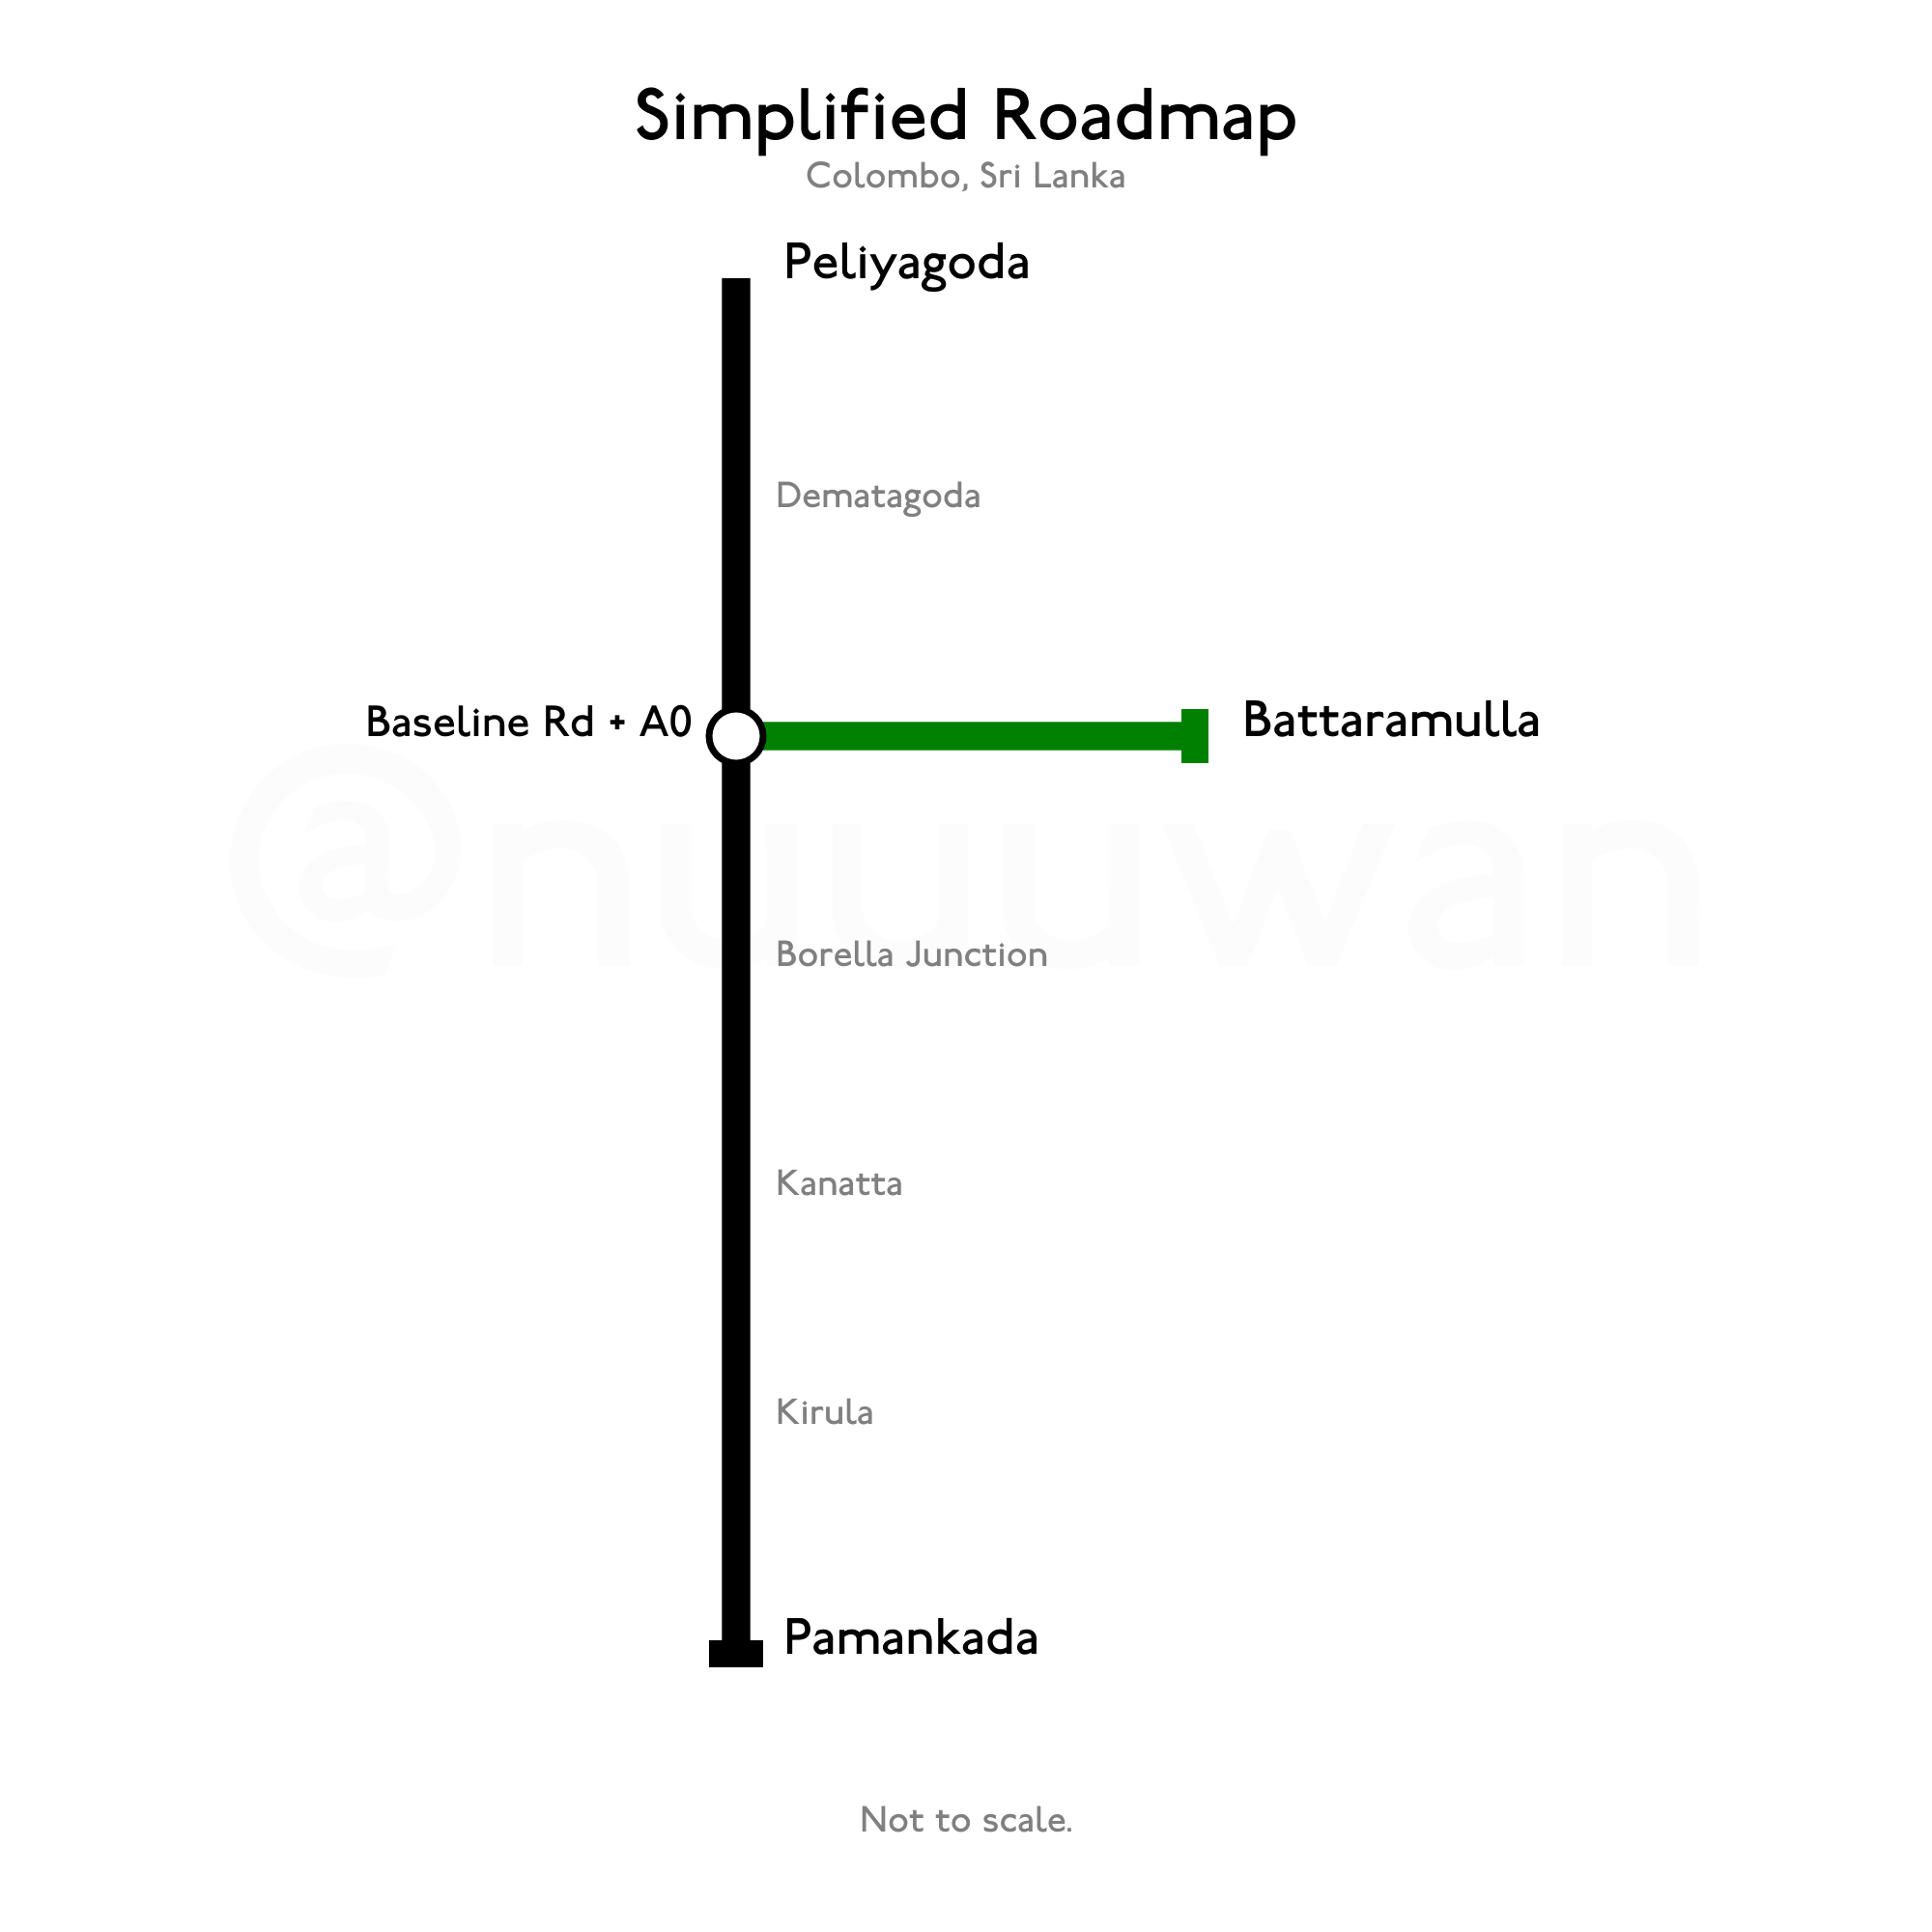 Simplified Roadmap
Colombo, Sri Lanka
Peliyagoda
Dematagoda
Baseline Rd + A0
Battaramulla
@nuuuwan
Borella Junction
Kanatta
Kirula
Pamankada
Not to scale.